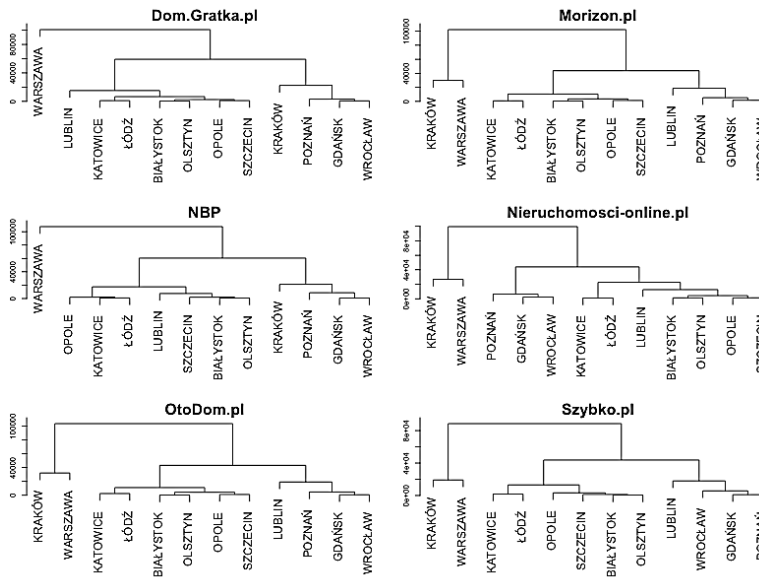 Dom.Gratka.pl
0 40000 80000
WARSZAWA
LUBLIN
KATOWICE
ŁÓDŹ
BIAŁYSTOK
OLSZTYN
OPOLE
SZCZECIN
KRAKÓW
POZNAŃ
GDAŃSK
WROCŁAW
Morizon.pl
0 40000 100000
KRAKÓW
WARSZAWA
KATOWICE
ŁÓDŹ
BIAŁYSTOK
OLSZTYN
OPOLE
SZCZECIN
LUBLIN
POZNAŃ
GDAŃSK
WROCŁAW
NBP
0 40000 100000
WARSZAWA
OPOLE
KATOWICE
ŁÓDŹ
LUBLIN
SZCZECIN
BIAŁYSTOK
OLSZTYN
KRAKÓW
POZNAŃ
GDAŃSK
WROCŁAW
Nieruchomosci-online.pl
0e+00 4e+04 8e+04
KRAKÓW
WARSZAWA
POZNAŃ
GDAŃSK
WROCŁAW
KATOWICE
ŁÓDŹ
LUBLIN
BIAŁYSTOK
OLSZTYN
OPOLE
SZCZECIN
OtoDom.pl
0 40000 100000
KRAKÓW
WARSZAWA
KATOWICE
ŁÓDŹ
BIAŁYSTOK
OLSZTYN
OPOLE
SZCZECIN
LUBLIN
POZNAŃ
GDAŃSK
WROCŁAW
Szybko.pl
0e+00 4e+04 8e+04
KRAKÓW
WARSZAWA
KATOWICE
ŁÓDŹ
OPOLE
SZCZECIN
BIAŁYSTOK
OLSZTYN
LUBLIN
WROCŁAW
GDAŃSK
POZNAŃ